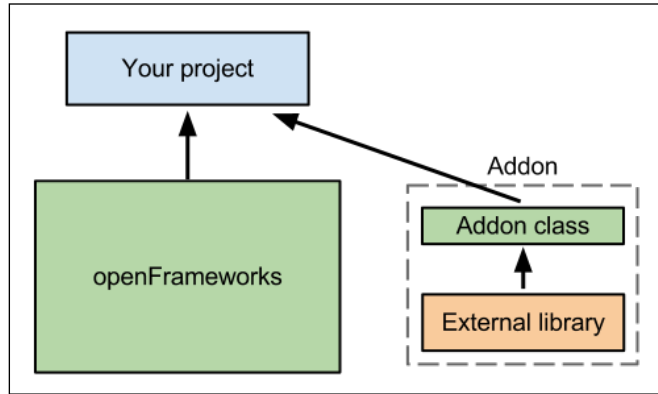 Your project
Addon
Addon class
openFrameworks
External library